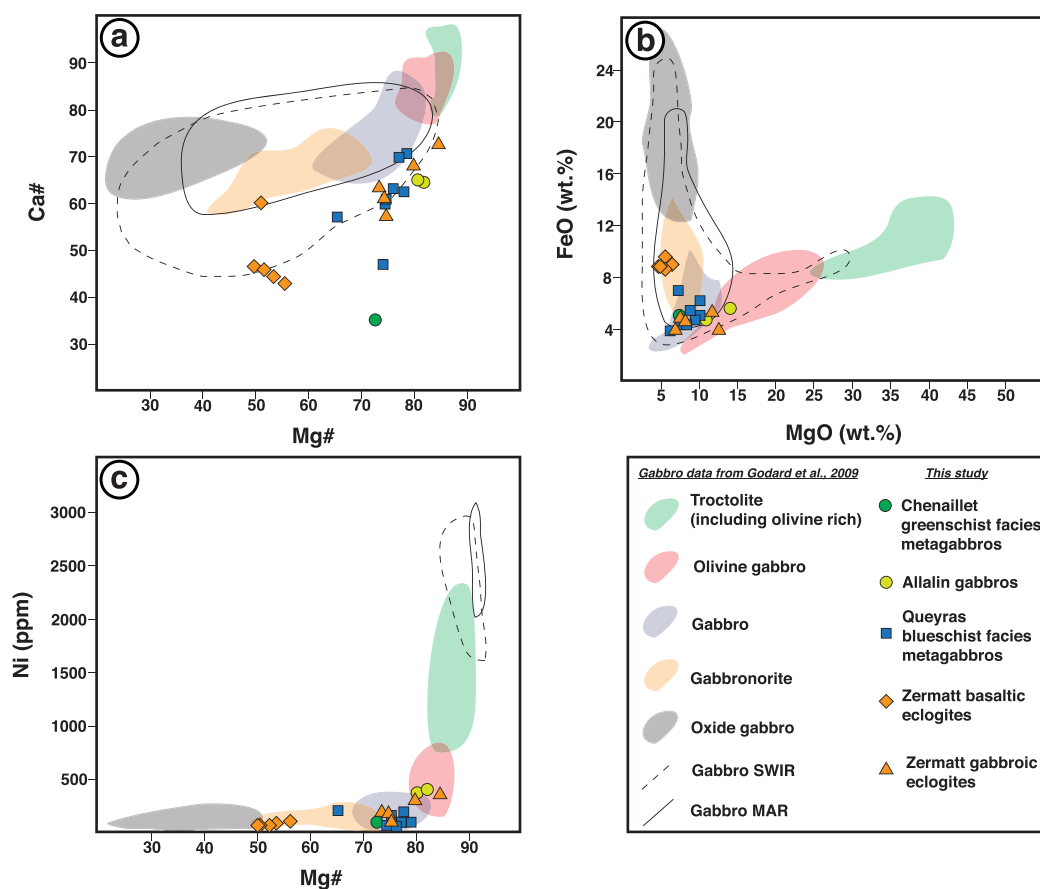 a
90
80
70
60
50
40
30
Ca#
30 40 50 60 70 80 90
Mg#
b
24
20
16
12
8
4
FeO (wt.%)
5 10 15 20 25 30 35 40 45 50
MgO (wt.%)
c
3000
2500
2000
1500
1000
500
Ni (ppm)
30 40 50 60 70 80 90
Mg#
Gabbro data from Godard et al., 2009
Troctolite
(including olivine rich)
Olivine gabbro
Gabbro
Gabbronorite
Oxide gabbro
Gabbro SWIR
Gabbro MAR
This study
Chenaillet
greenschist facies
metagabbros
Allalin gabbros
Queyras
blueschist facies
metagabbros
Zermatt basaltic
eclogites
Zermatt gabbroic
eclogites